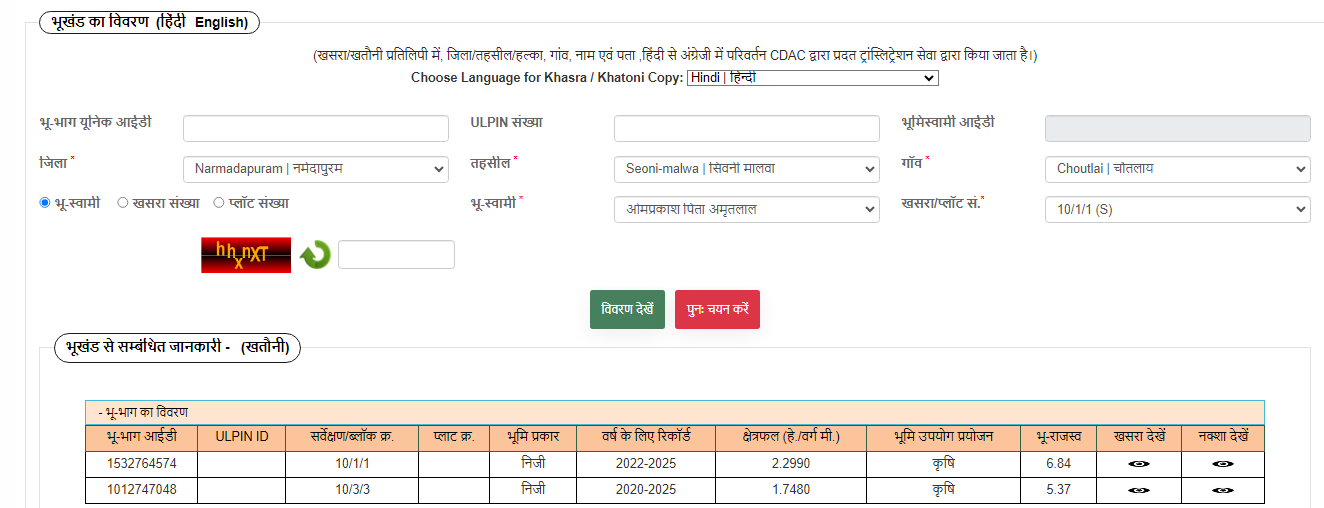 भूखंड का विवरण (हिंदी English)
(खसरा/खतौनी प्रतिलिपी में, जिला/तहसील/हल्का, गांव, नाम एवं पता ,हिंदी से अंग्रेजी में परिवर्तन CDAC द्वारा प्रदत ट्रांस्लिट्रेशन सेवा द्वारा किया जाता है।)
Choose Language for Khasra / Khatoni Copy: Hindi | हिन्दी
भू-भाग यूनिक आईडी ULPIN संख्या भूमिस्वामी आईडी
जिला * Narmadapuram | नर्मदापुरम तहसील * Seoni-malwa | सिवनी मालवा गाँव * Choutlai | चौतलाय
भू-स्वामी खसरा संख्या प्लॉट संख्या भू-स्वामी * ओमप्रकाश पिता अमृतलाल खसरा/प्लॉट सं.* 10/1/1 (S)
hhxnXT
विवरण देखें पुनः चयन करें
भूखंड से सम्बंधित जानकारी - (खतौनी)
- भू-भाग का विवरण
भू-भाग आईडी ULPIN ID सर्वेक्षण/ब्लॉक क्र. प्लाट क्र. भूमि प्रकार वर्ष के लिए रिकॉर्ड क्षेत्रफल (हे./वर्ग मी.) भूमि उपयोग प्रयोजन भू-राजस्व खसरा देखें नक्शा देखें
1532764574 10/1/1 निजी 2022-2025 2.2990 कृषि 6.84
1012747048 10/3/3 निजी 2020-2025 1.7480 कृषि 5.37